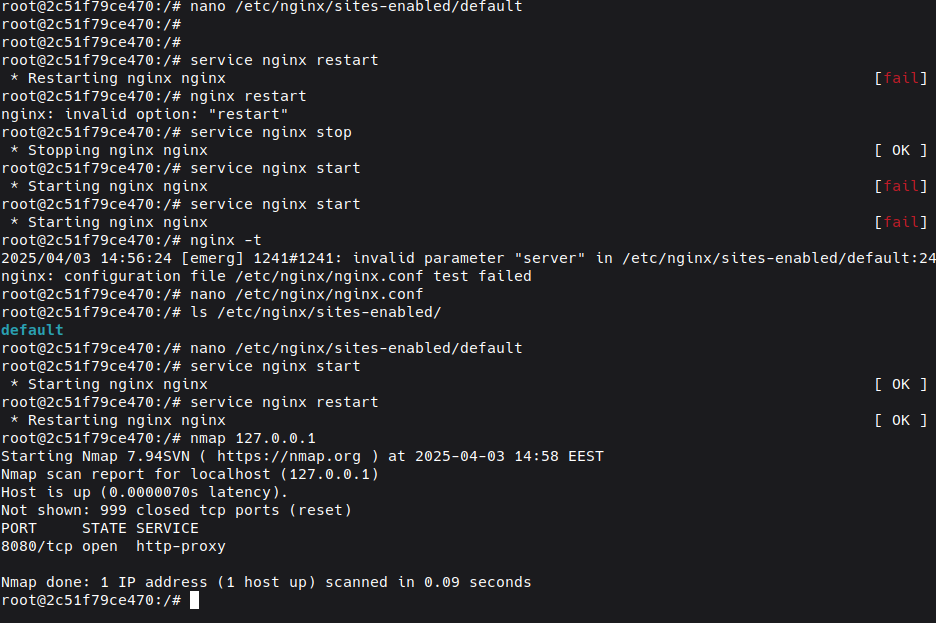 root@2c51f79ce470:/# nano /etc/nginx/sites-enabled/default
root@2c51f79ce470:/#
root@2c51f79ce470:/#
root@2c51f79ce470:/# service nginx restart
 * Restarting nginx nginx [fail]
root@2c51f79ce470:/# nginx restart
nginx: invalid option: "restart"
root@2c51f79ce470:/# service nginx stop
 * Stopping nginx nginx [ OK ]
root@2c51f79ce470:/# service nginx start
 * Starting nginx nginx [fail]
root@2c51f79ce470:/# service nginx start
 * Starting nginx nginx [fail]
root@2c51f79ce470:/# nginx -t
2025/04/03 14:56:24 [emerg] 1241#1241: invalid parameter "server" in /etc/nginx/sites-enabled/default:24
nginx: configuration file /etc/nginx/nginx.conf test failed
root@2c51f79ce470:/# nano /etc/nginx/nginx.conf
root@2c51f79ce470:/# ls /etc/nginx/sites-enabled/
default
root@2c51f79ce470:/# nano /etc/nginx/sites-enabled/default
root@2c51f79ce470:/# service nginx start
 * Starting nginx nginx [ OK ]
root@2c51f79ce470:/# service nginx restart
 * Restarting nginx nginx [ OK ]
root@2c51f79ce470:/# nmap 127.0.0.1
Starting Nmap 7.94SVN ( https://nmap.org ) at 2025-04-03 14:58 EEST
Nmap scan report for localhost (127.0.0.1)
Host is up (0.0000070s latency).
Not shown: 999 closed tcp ports (reset)
PORT     STATE SERVICE
8080/tcp open  http-proxy

Nmap done: 1 IP address (1 host up) scanned in 0.09 seconds
root@2c51f79ce470:/#